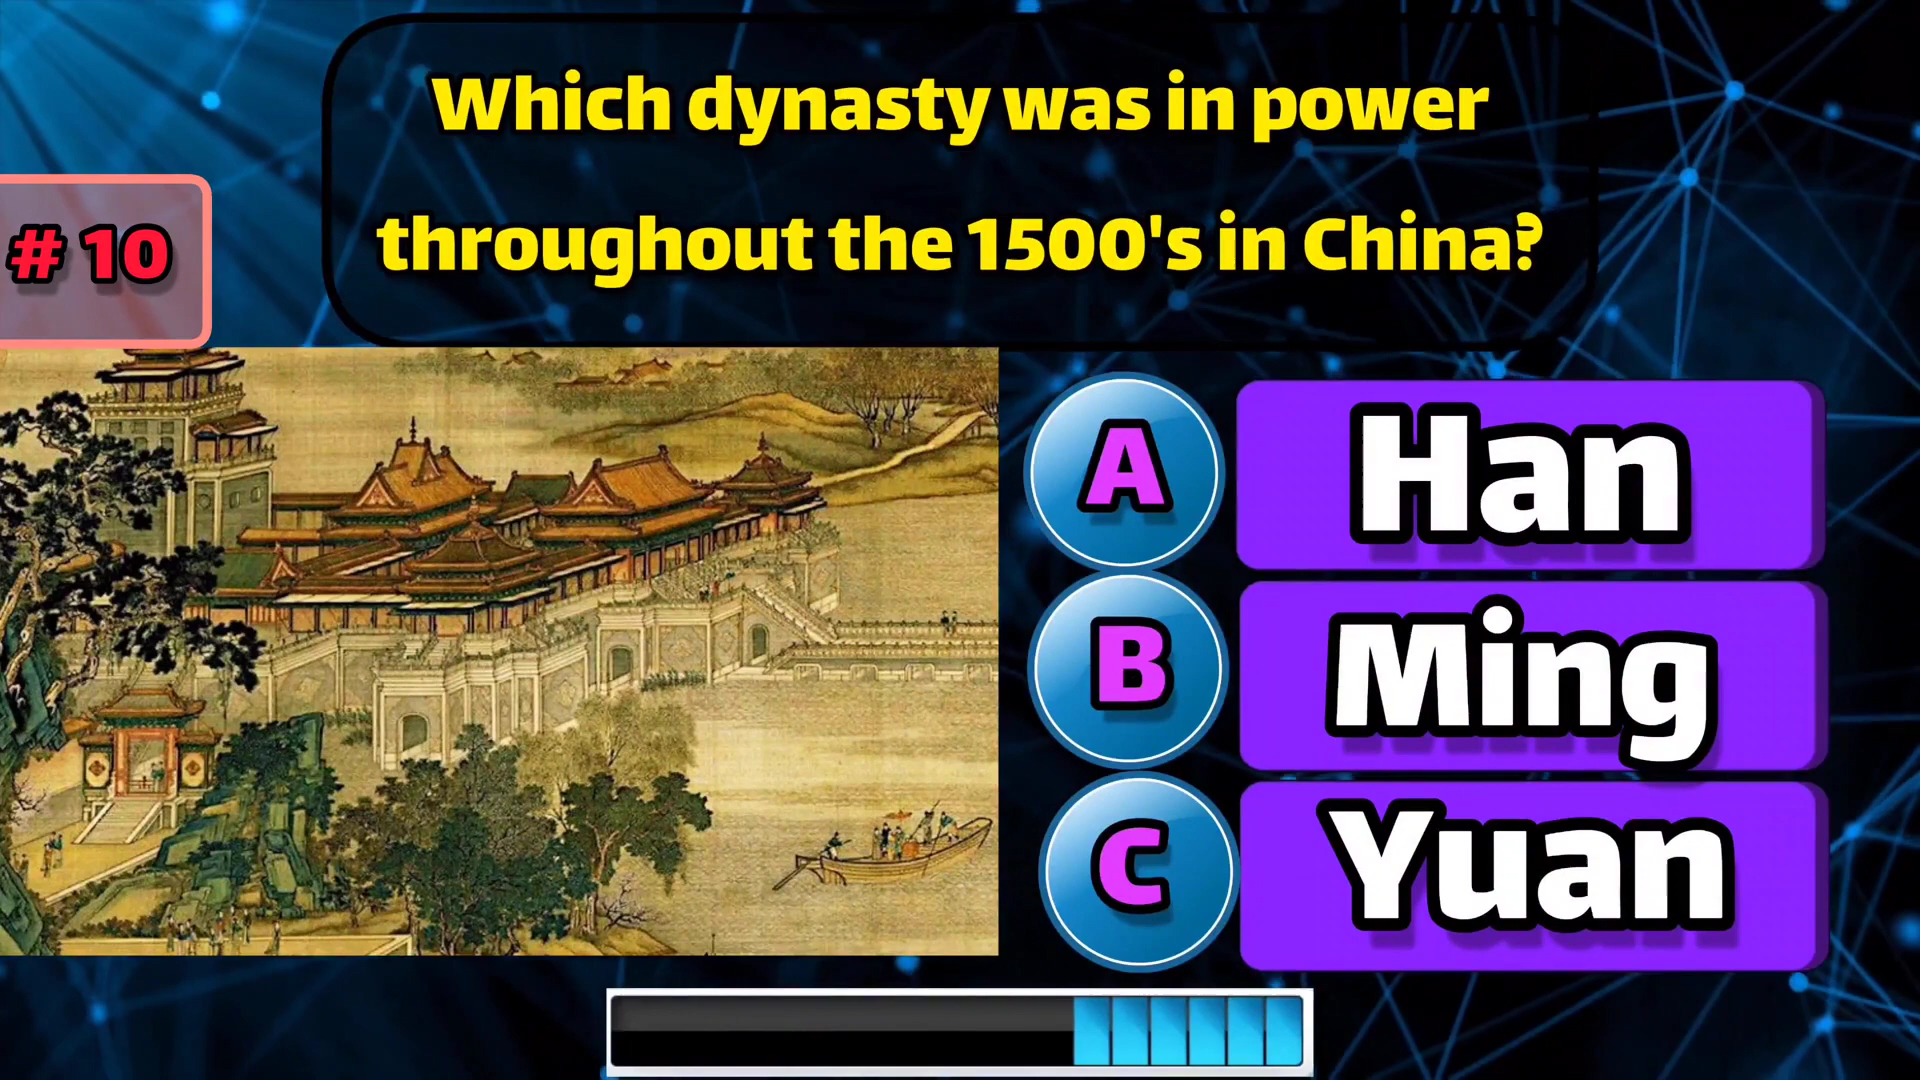 Which dynasty was in power
throughout the 1500's in China?
# 10
A Han
B Ming
C Yuan